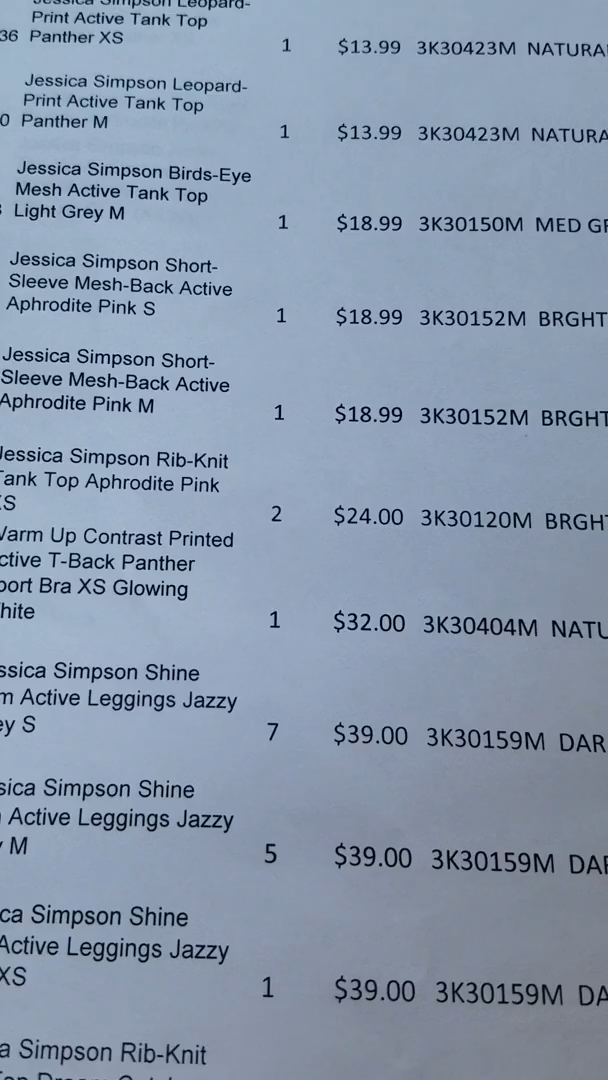 Jessica Simpson Leopard-
Print Active Tank Top
36 Panther XS 1 $13.99 3K30423M NATURA
Jessica Simpson Leopard-
Print Active Tank Top
0 Panther M 1 $13.99 3K30423M NATURA
Jessica Simpson Birds-Eye
Mesh Active Tank Top
Light Grey M 1 $18.99 3K30150M MED GR
Jessica Simpson Short-
Sleeve Mesh-Back Active
Aphrodite Pink S 1 $18.99 3K30152M BRGHT
Jessica Simpson Short-
Sleeve Mesh-Back Active
Aphrodite Pink M 1 $18.99 3K30152M BRGHT
Jessica Simpson Rib-Knit
Tank Top Aphrodite Pink
XS 2 $24.00 3K30120M BRGH
Warm Up Contrast Printed
ctive T-Back Panther
port Bra XS Glowing
hite 1 $32.00 3K30404M NATU
ssica Simpson Shine
m Active Leggings Jazzy
ey S 7 $39.00 3K30159M DAR
sica Simpson Shine
Active Leggings Jazzy
M 5 $39.00 3K30159M DAR
ca Simpson Shine
Active Leggings Jazzy
XS 1 $39.00 3K30159M DA
a Simpson Rib-Knit